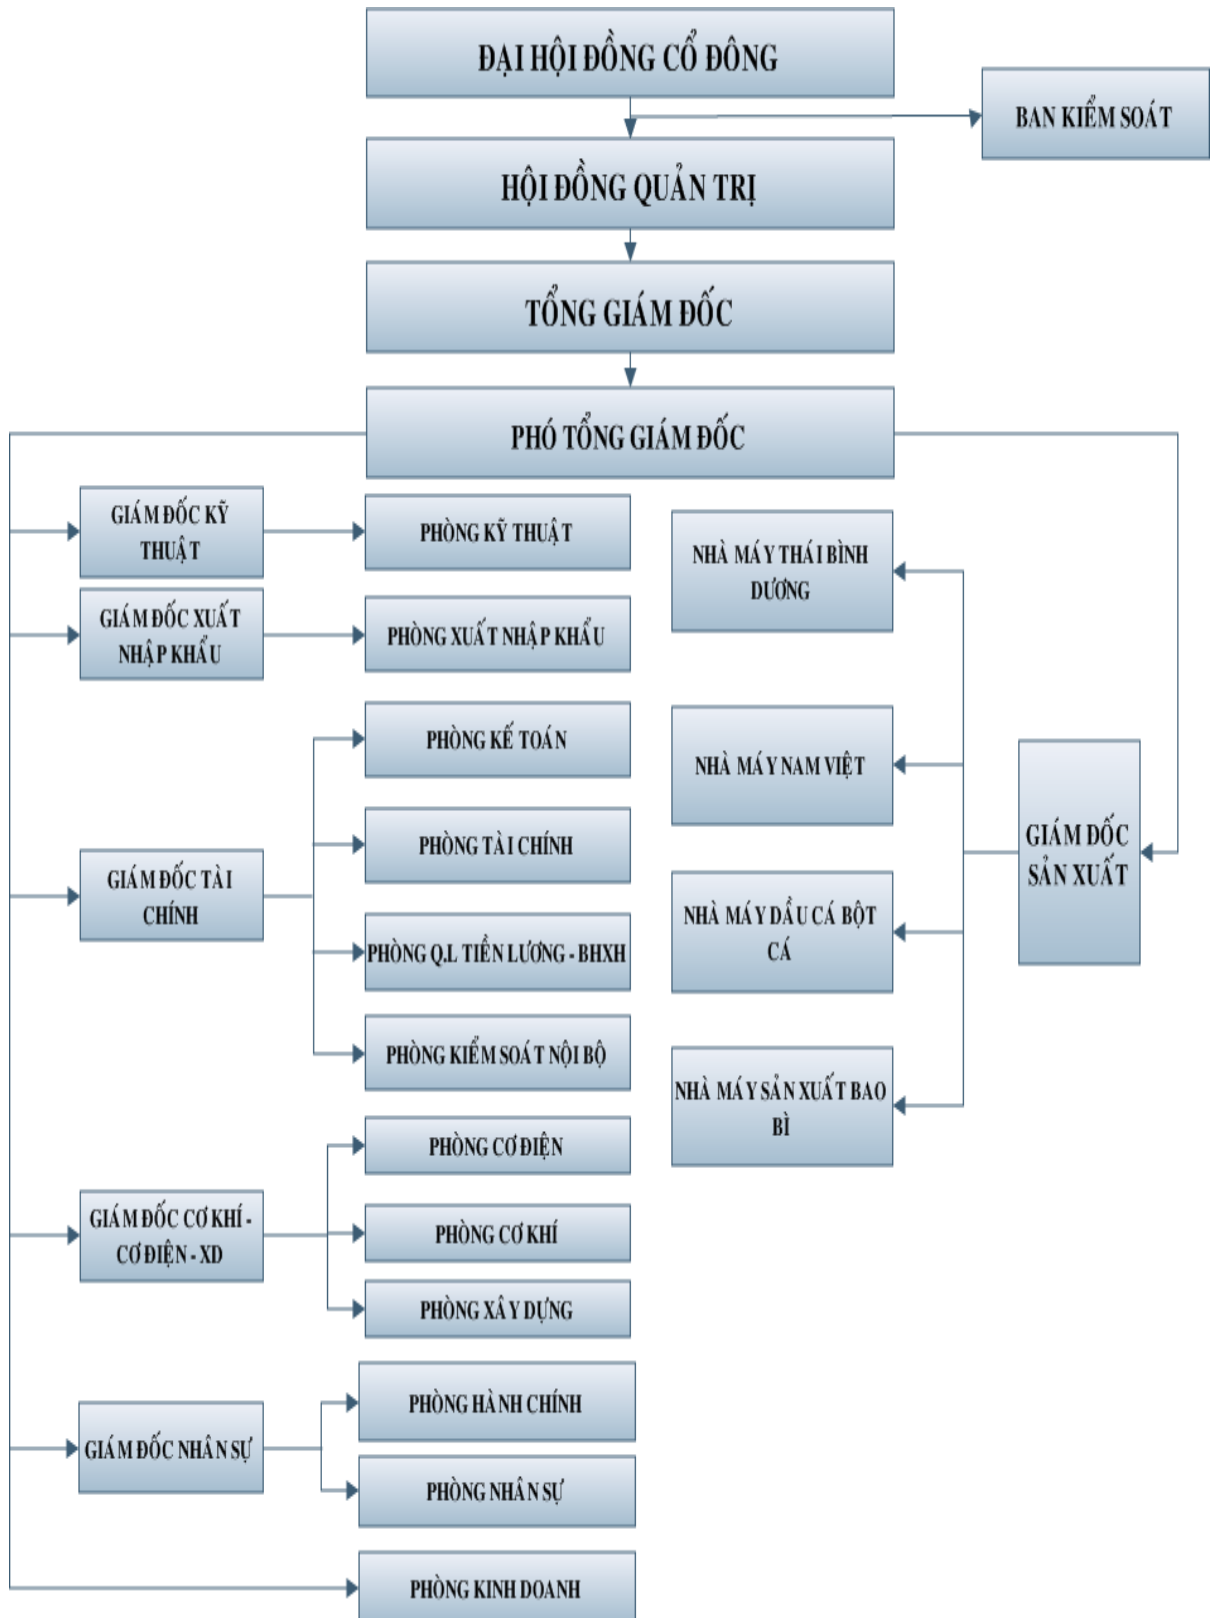 ĐẠI HỘI ĐỒNG CỔ ĐÔNG
BAN KIỂM SOÁT
HỘI ĐỒNG QUẢN TRỊ
TỔNG GIÁM ĐỐC
PHÓ TỔNG GIÁM ĐỐC
GIÁM ĐỐC KỸ
THUẬT
PHÒNG KỸ THUẬT
GIÁM ĐỐC XUẤT
NHẬP KHẨU
PHÒNG XUẤT NHẬP KHẨU
PHÒNG KẾ TOÁN
PHÒNG TÀI CHÍNH
GIÁM ĐỐC TÀI
CHÍNH
PHÒNG Q.L TIỀN LƯƠNG - BHXH
PHÒNG KIỂM SOÁT NỘI BỘ
PHÒNG CƠ ĐIỆN
GIÁM ĐỐC CƠ KHÍ -
CƠ ĐIỆN - XD
PHÒNG CƠ KHÍ
PHÒNG XÂY DỰNG
PHÒNG HÀNH CHÍNH
GIÁM ĐỐC NHÂN SỰ
PHÒNG NHÂN SỰ
PHÒNG KINH DOANH
NHÀ MÁY THÁI BÌNH
DƯƠNG
NHÀ MÁY NAM VIỆT
NHÀ MÁY DẦU CÁ BỘT
CÁ
NHÀ MÁY SẢN XUẤT BAO
BÌ
GIÁM ĐỐC
SẢN XUẤT